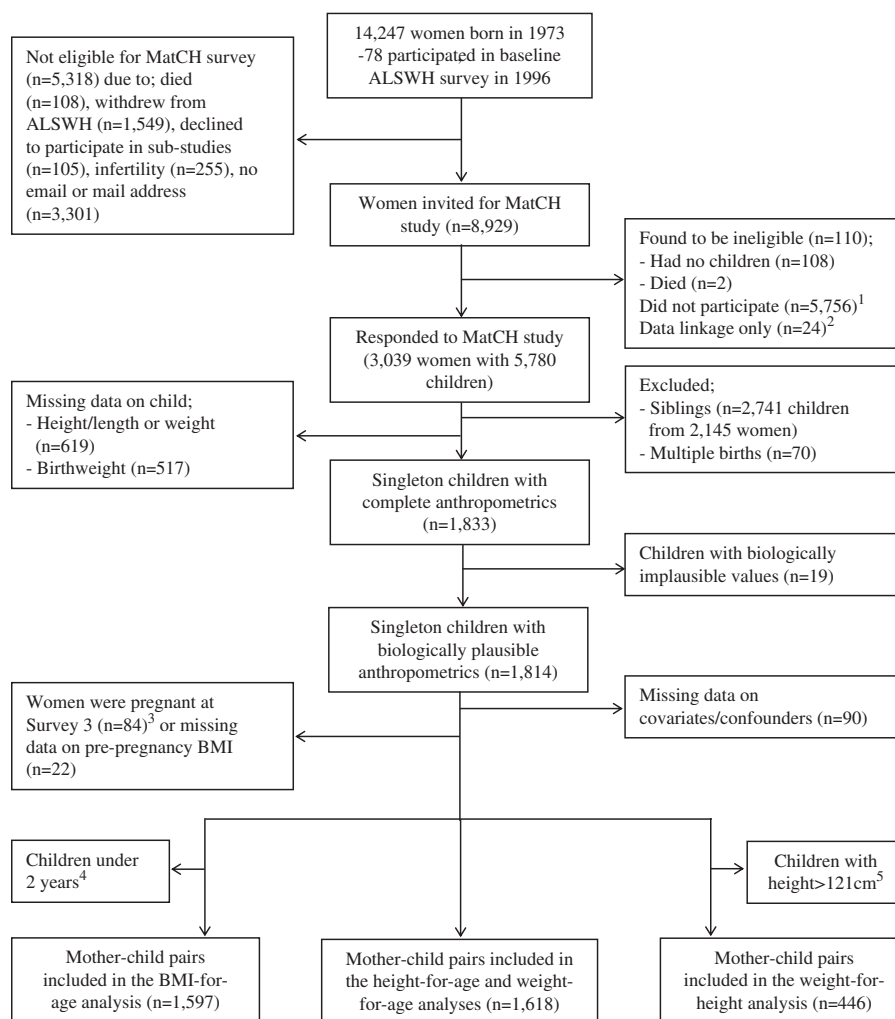 14,247 women born in 1973
-78 participated in baseline
ALSWH survey in 1996
Not eligible for MatCH survey
(n=5,318) due to; died
(n=108), withdrew from
ALSWH (n=1,549), declined
to participate in sub-studies
(n=105), infertility (n=255), no
email or mail address
(n=3,301)
Women invited for MatCH
study (n=8,929)
Found to be ineligible (n=110);
- Had no children (n=108)
- Died (n=2)
Did not participate (n=5,756)1
Data linkage only (n=24)2
Responded to MatCH study
(3,039 women with 5,780
children)
Missing data on child;
- Height/length or weight
(n=619)
- Birthweight (n=517)
Excluded;
- Siblings (n=2,741 children
from 2,145 women)
- Multiple births (n=70)
Singleton children with
complete anthropometrics
(n=1,833)
Children with biologically
implausible values (n=19)
Singleton children with
biologically plausible
anthropometrics (n=1,814)
Women were pregnant at
Survey 3 (n=84)3 or missing
data on pre-pregnancy BMI
(n=22)
Missing data on
covariates/confounders (n=90)
Children under
2 years4
Children with
height>121cm5
Mother-child pairs
included in the BMI-for-
age analysis (n=1,597)
Mother-child pairs included in
the height-for-age and weight-
for-age analyses (n=1,618)
Mother-child pairs
included in the weight-for-
height analysis (n=446)